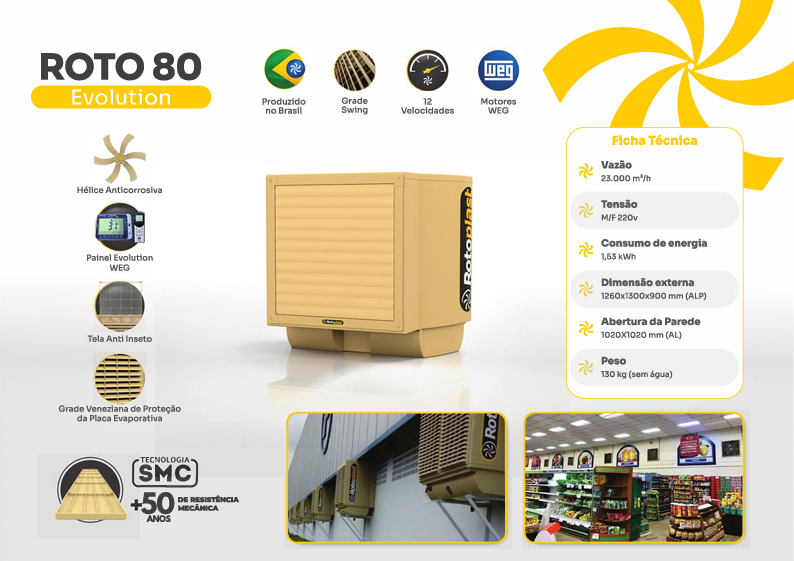 ROTO 80
Evolution
Produzido
no Brasil
Grade
Swing
12
Velocidades
Motores
WEG
Hélice Anticorrosiva
Painel Evolution
WEG
Tela Anti Inseto
Grade Veneziana de Proteção
da Placa Evaporativa
TECNOLOGIA
SMC
+50
ANOS
DE RESISTÊNCIA
MECÂNICA
Rotoplast
Rotoplast
Ficha Técnica
Vazão
23.000 m³/h
Tensão
M/F 220v
Consumo de energia
1,53 kWh
Dimensão externa
1260x1300x900 mm (ALP)
Abertura da Parede
1020X1020 mm (AL)
Peso
130 kg (sem água)
Rotoplast
Roto